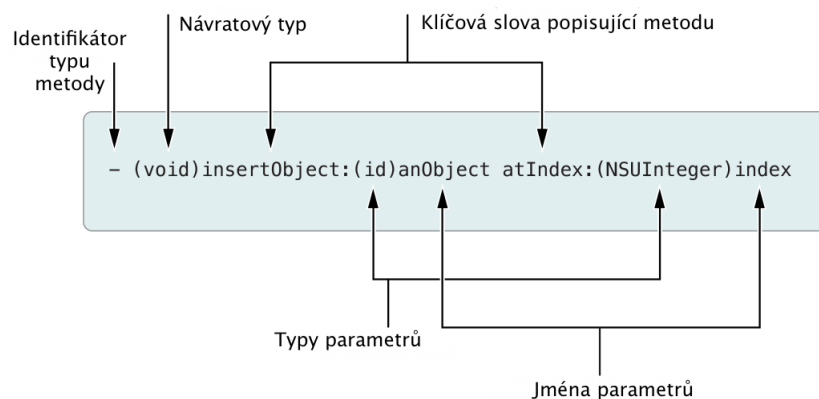 Identifikátor
typu
metody
Návratový typ
Klíčová slova popisující metodu
- (void)insertObject:(id)anObject atIndex:(NSUInteger)index
Typy parametrů
Jména parametrů